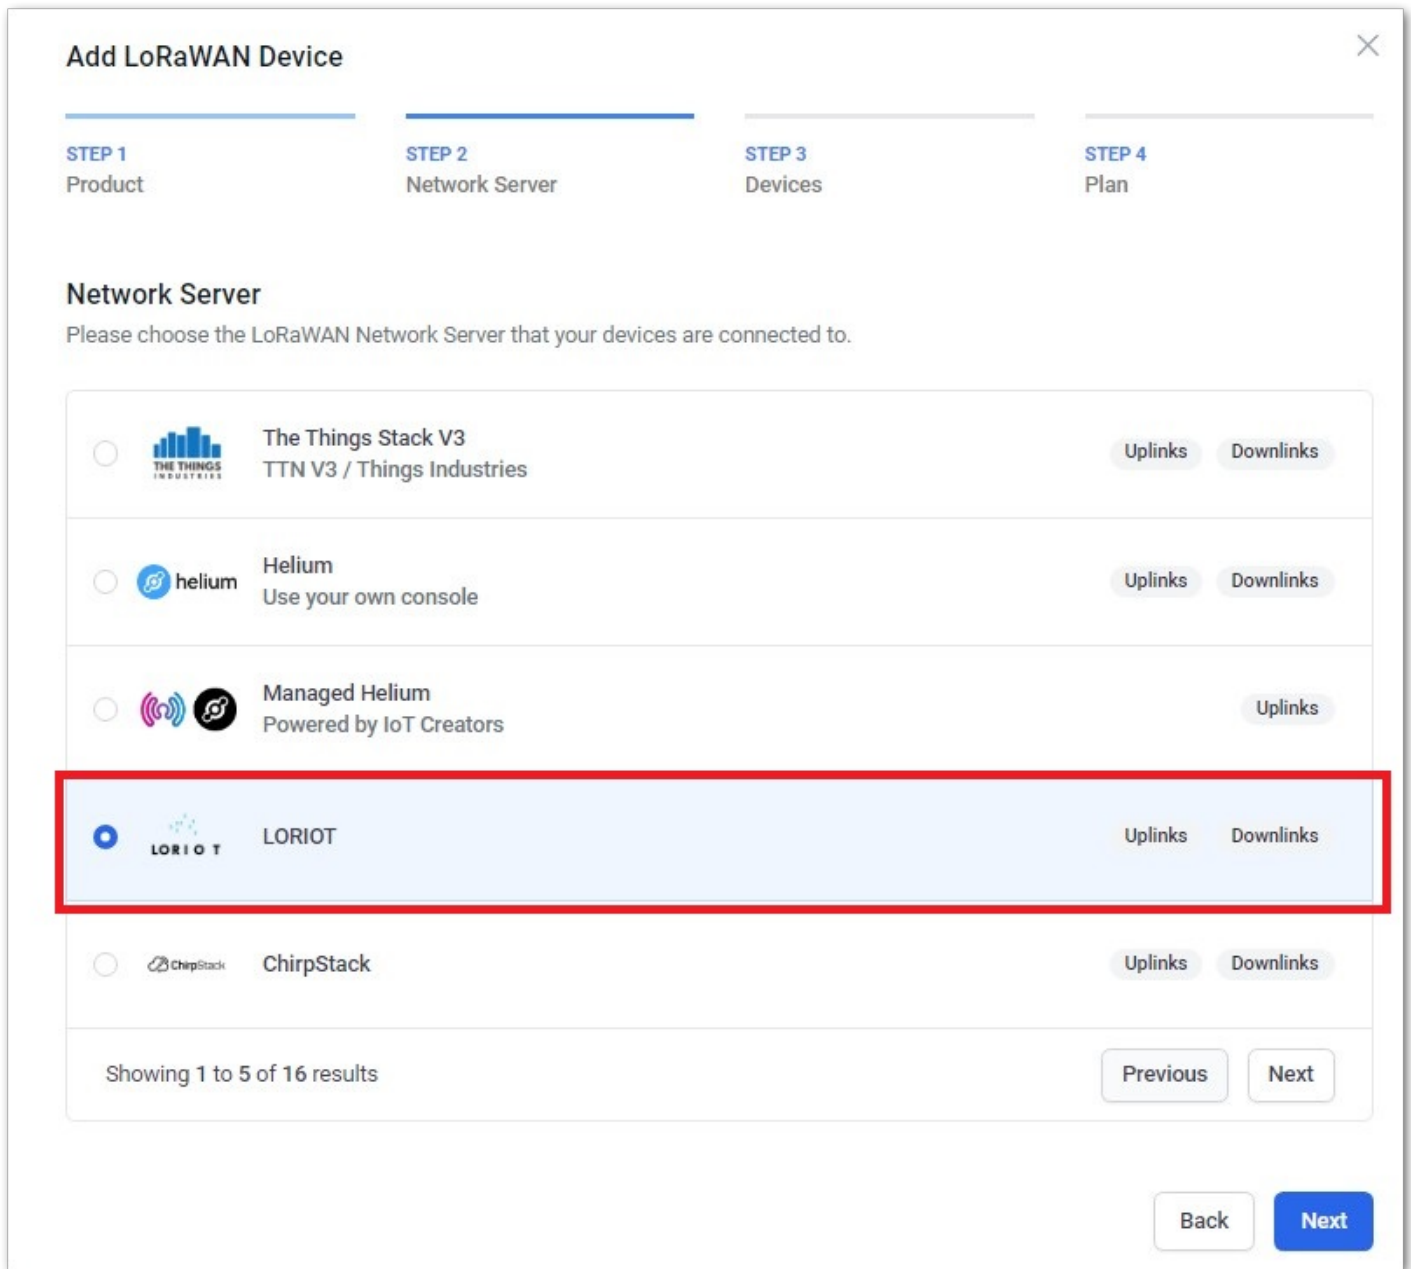 Add LoRaWAN Device
STEP 1
Product
STEP 2
Network Server
STEP 3
Devices
STEP 4
Plan
Network Server
Please choose the LoRaWAN Network Server that your devices are connected to.
THE THINGS
INDUSTRIES
The Things Stack V3
TTN V3 / Things Industries
Uplinks Downlinks
helium
Helium
Use your own console
Uplinks Downlinks
Managed Helium
Powered by IoT Creators
Uplinks
LORIOT
LORIOT
Uplinks Downlinks
ChirpStack
ChirpStack
Uplinks Downlinks
Showing 1 to 5 of 16 results
Previous Next
Back Next